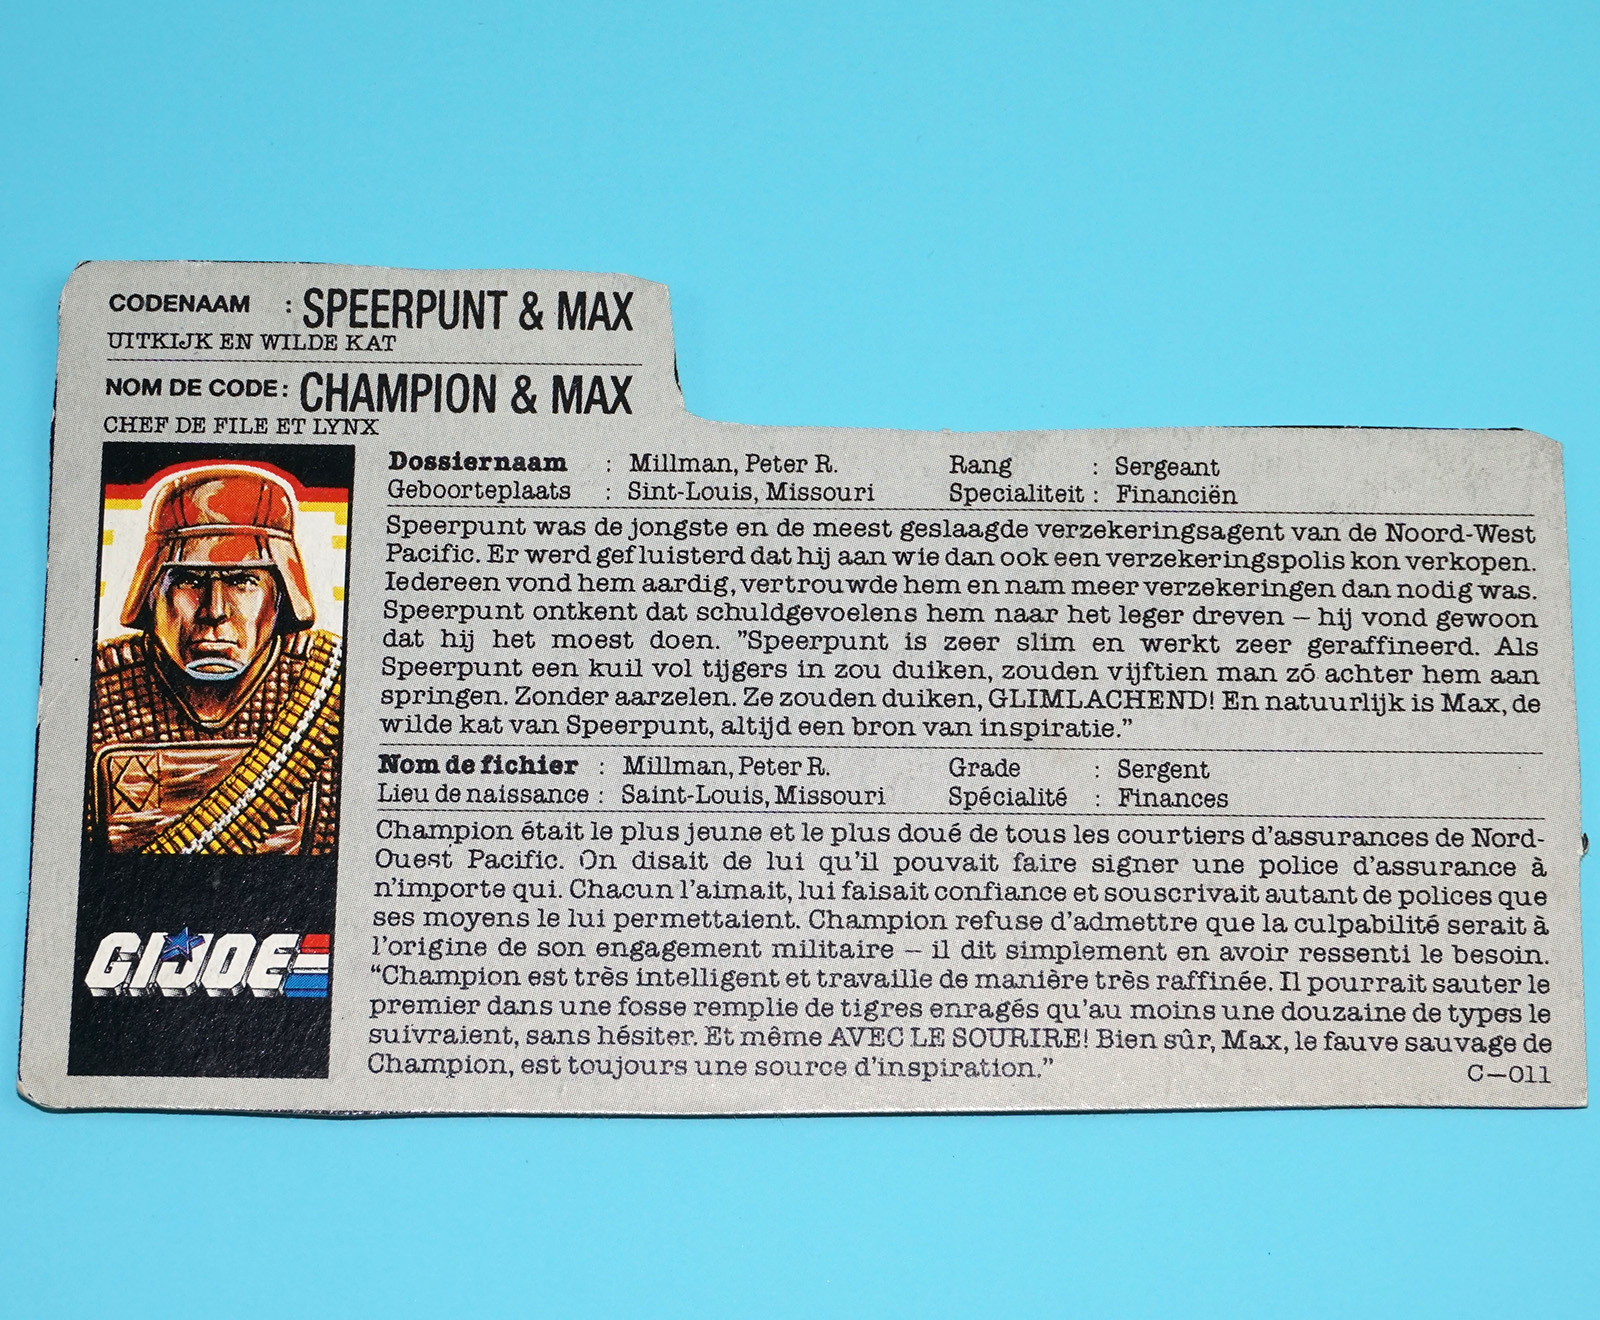 CODENAAM : SPEERPUNT & MAX
UITKIJK EN WILDE KAT
NOM DE CODE: CHAMPION & MAX
CHEF DE FILE ET LYNX
Dossiernaam : Millman, Peter R. Rang : Sergeant
Geboorteplaats : Sint-Louis, Missouri Specialiteit : Financiën
Speerpunt was de jongste en de meest geslaagde verzekeringsagent van de Noord-West
Pacific. Er werd gefluisterd dat hij aan wie dan ook een verzekeringspolis kon verkopen.
Iedereen vond hem aardig, vertrouwde hem en nam meer verzekeringen dan nodig was.
Speerpunt ontkent dat schuldgevoelens hem naar het leger dreven – hij vond gewoon
dat hij het moest doen. ”Speerpunt is zeer slim en werkt zeer geraffineerd. Als
Speerpunt een kuil vol tijgers in zou duiken, zouden vijftien man zó achter hem aan
springen. Zonder aarzelen. Ze zouden duiken, GLIMLACHEND! En natuurlijk is Max, de
wilde kat van Speerpunt, altijd een bron van inspiratie.”
Nom de fichier : Millman, Peter R. Grade : Sergent
Lieu de naissance : Saint-Louis, Missouri Spécialité : Finances
Champion était le plus jeune et le plus doué de tous les courtiers d'assurances de Nord-
Ouest Pacific. On disait de lui qu'il pouvait faire signer une police d'assurance à
n'importe qui. Chacun l'aimait, lui faisait confiance et souscrivait autant de polices que
ses moyens le lui permettaient. Champion refuse d'admettre que la culpabilité serait à
l'origine de son engagement militaire – il dit simplement en avoir ressenti le besoin.
“Champion est très intelligent et travaille de manière très raffinée. Il pourrait sauter le
premier dans une fosse remplie de tigres enragés qu'au moins une douzaine de types le
suivraient, sans hésiter. Et même AVEC LE SOURIRE! Bien sûr, Max, le fauve sauvage de
Champion, est toujours une source d'inspiration.”
C–011
GI JOE